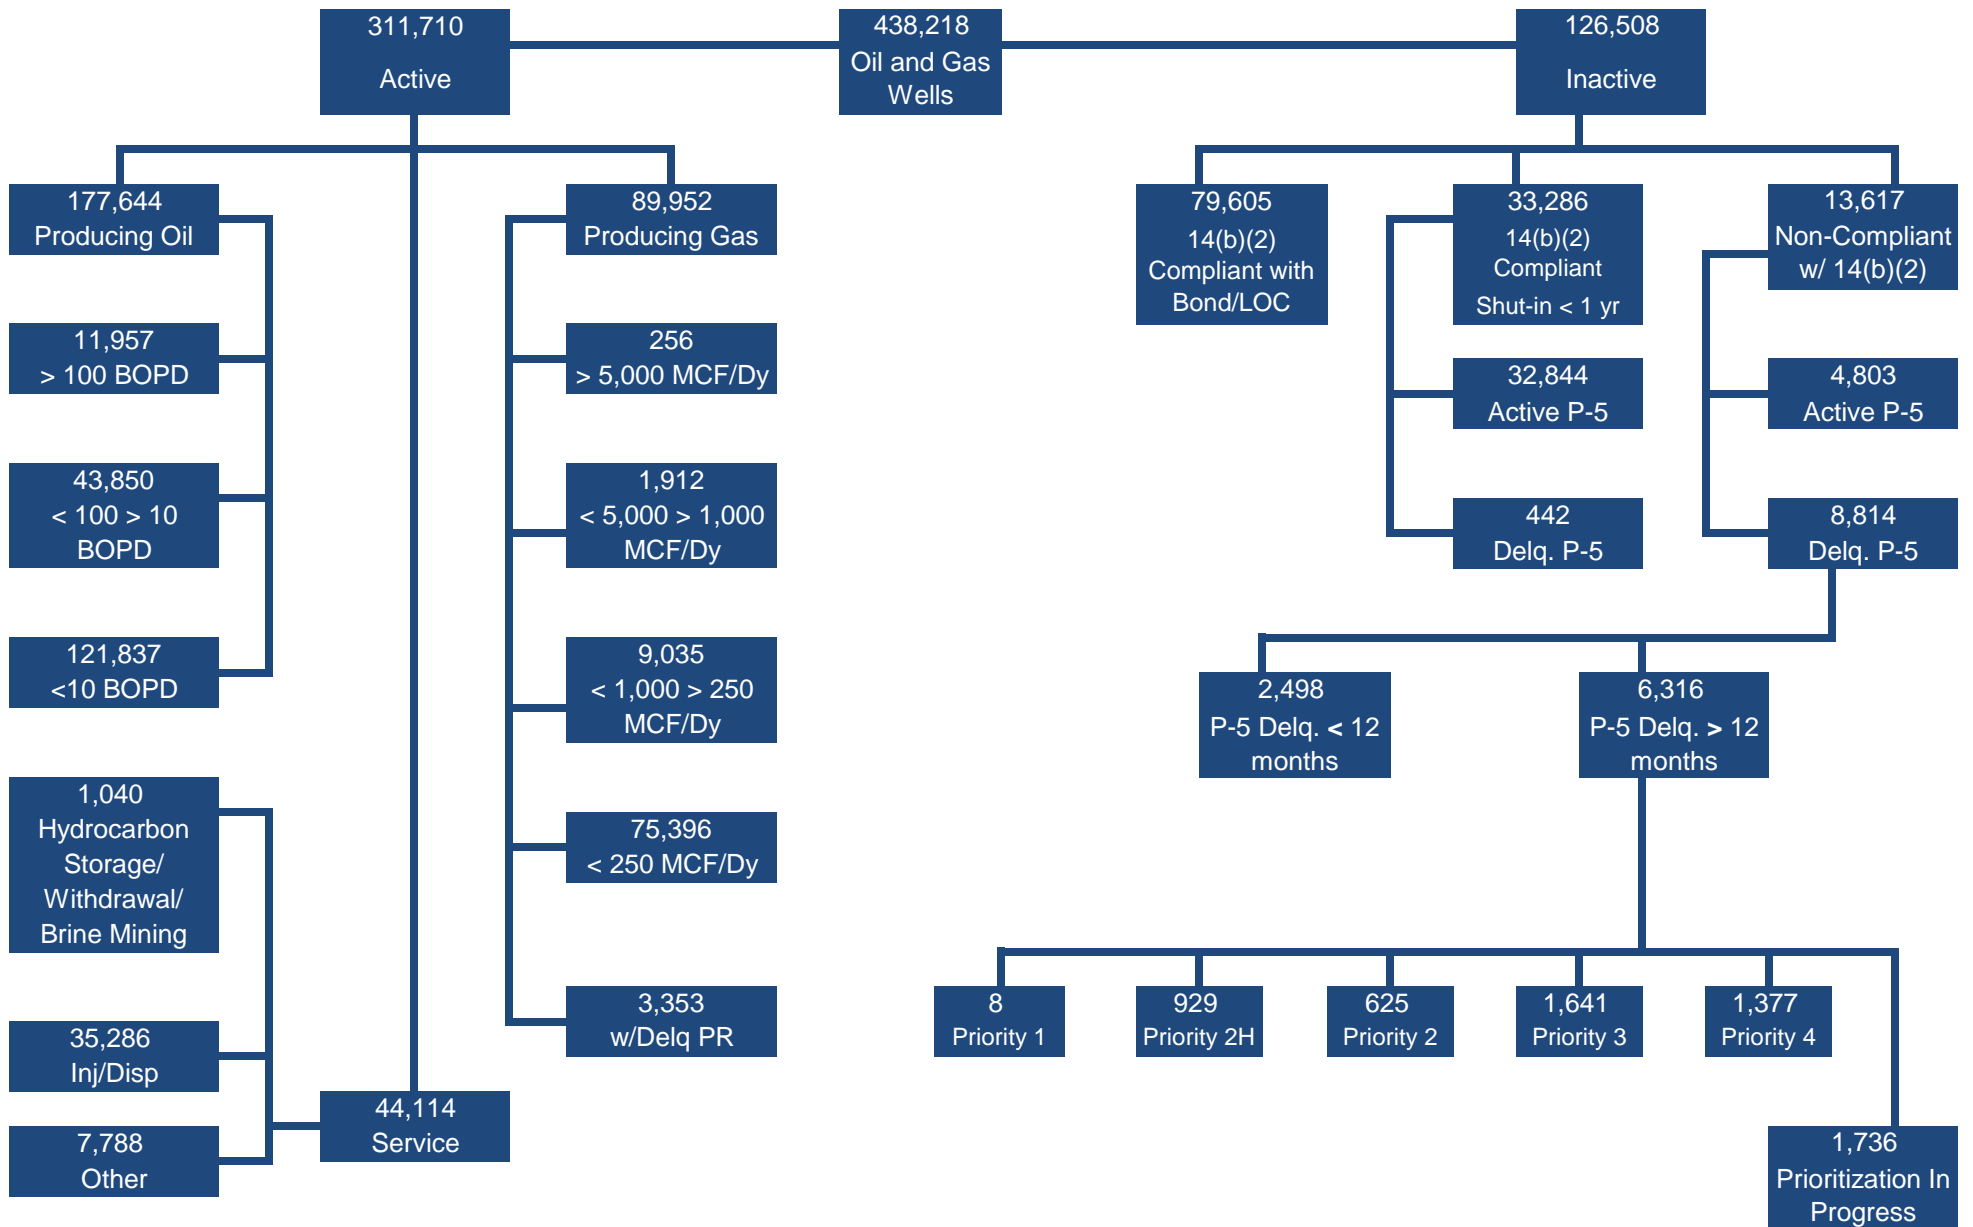 311,710
Active
438,218
Oil and Gas
Wells
126,508
Inactive
177,644
Producing Oil
11,957
> 100 BOPD
43,850
< 100 > 10
BOPD
121,837
<10 BOPD
89,952
Producing Gas
256
> 5,000 MCF/Dy
1,912
< 5,000 > 1,000
MCF/Dy
9,035
< 1,000 > 250
MCF/Dy
75,396
< 250 MCF/Dy
3,353
w/Delq PR
1,040
Hydrocarbon
Storage/
Withdrawal/
Brine Mining
35,286
Inj/Disp
7,788
Other
44,114
Service
79,605
14(b)(2)
Compliant with
Bond/LOC
33,286
14(b)(2)
Compliant
Shut-in < 1 yr
32,844
Active P-5
442
Delq. P-5
13,617
Non-Compliant
w/ 14(b)(2)
4,803
Active P-5
8,814
Delq. P-5
2,498
P-5 Delq. < 12
months
6,316
P-5 Delq. > 12
months
8
Priority 1
929
Priority 2H
625
Priority 2
1,641
Priority 3
1,377
Priority 4
1,736
Prioritization In
Progress